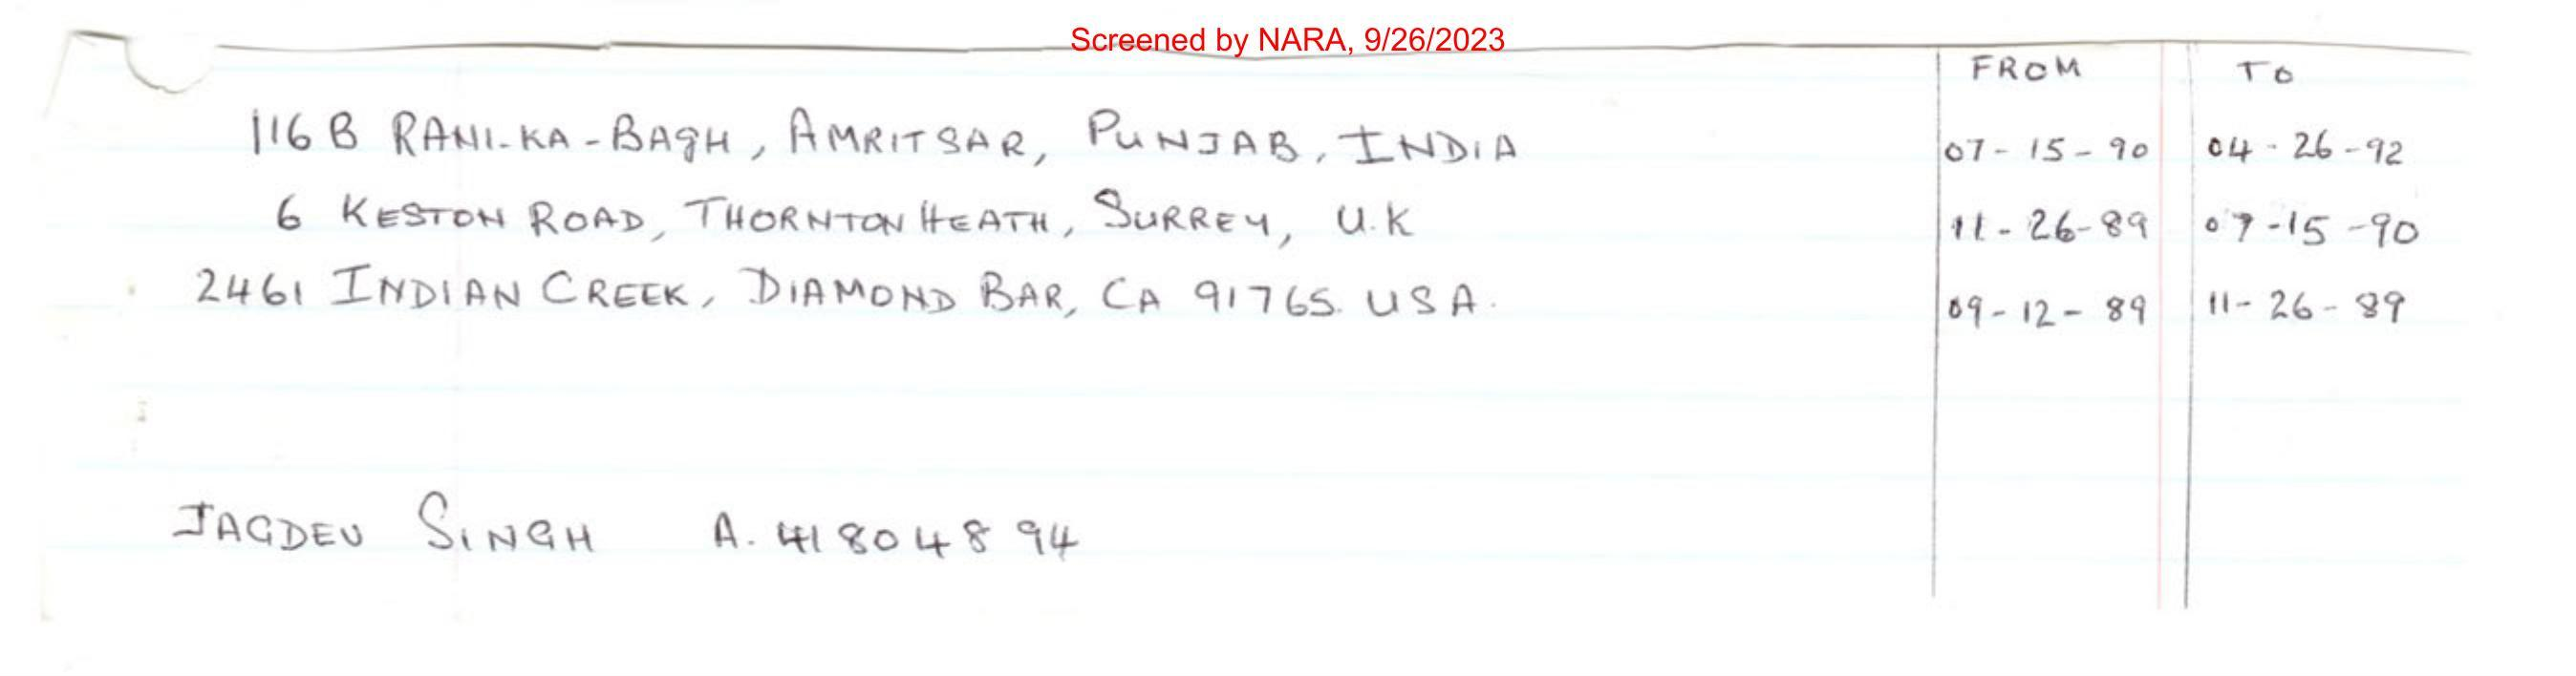 Screened by NARA, 9/26/2023
FROM TO
116 B RANI-KA-BAGH, AMRITSAR, PUNJAB, INDIA 07-15-90 04-26-92
6 KESTON ROAD, THORNTON HEATH, SURREY, U.K 11-26-89 07-15-90
2461 INDIAN CREEK, DIAMOND BAR, CA 91765. USA. 09-12-89 11-26-89
JAGDEV SINGH A. 41804894